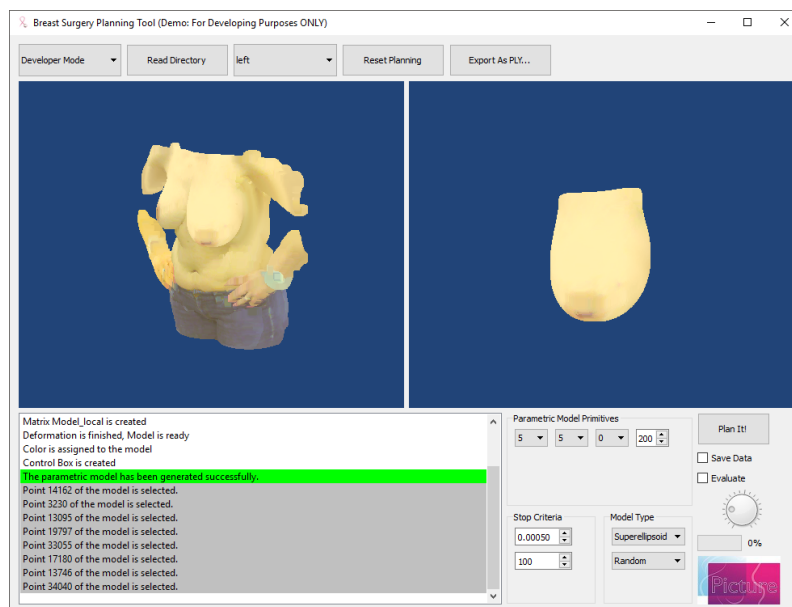 Breast Surgery Planning Tool (Demo: For Developing Purposes ONLY)
Developer Mode
Read Directory
left
Reset Planning
Export As PLY...
Matrix Model_local is created
Deformation is finished, Model is ready
Color is assigned to the model
Control Box is created
The parametric model has been generated successfully.
Point 14162 of the model is selected.
Point 3230 of the model is selected.
Point 13095 of the model is selected.
Point 19797 of the model is selected.
Point 33055 of the model is selected.
Point 17180 of the model is selected.
Point 13746 of the model is selected.
Point 34040 of the model is selected.
Parametric Model Primitives
5
5
0
200
Stop Criteria
0.00050
100
Model Type
Superellipsoid
Random
Plan It!
Save Data
Evaluate
0%
Picture